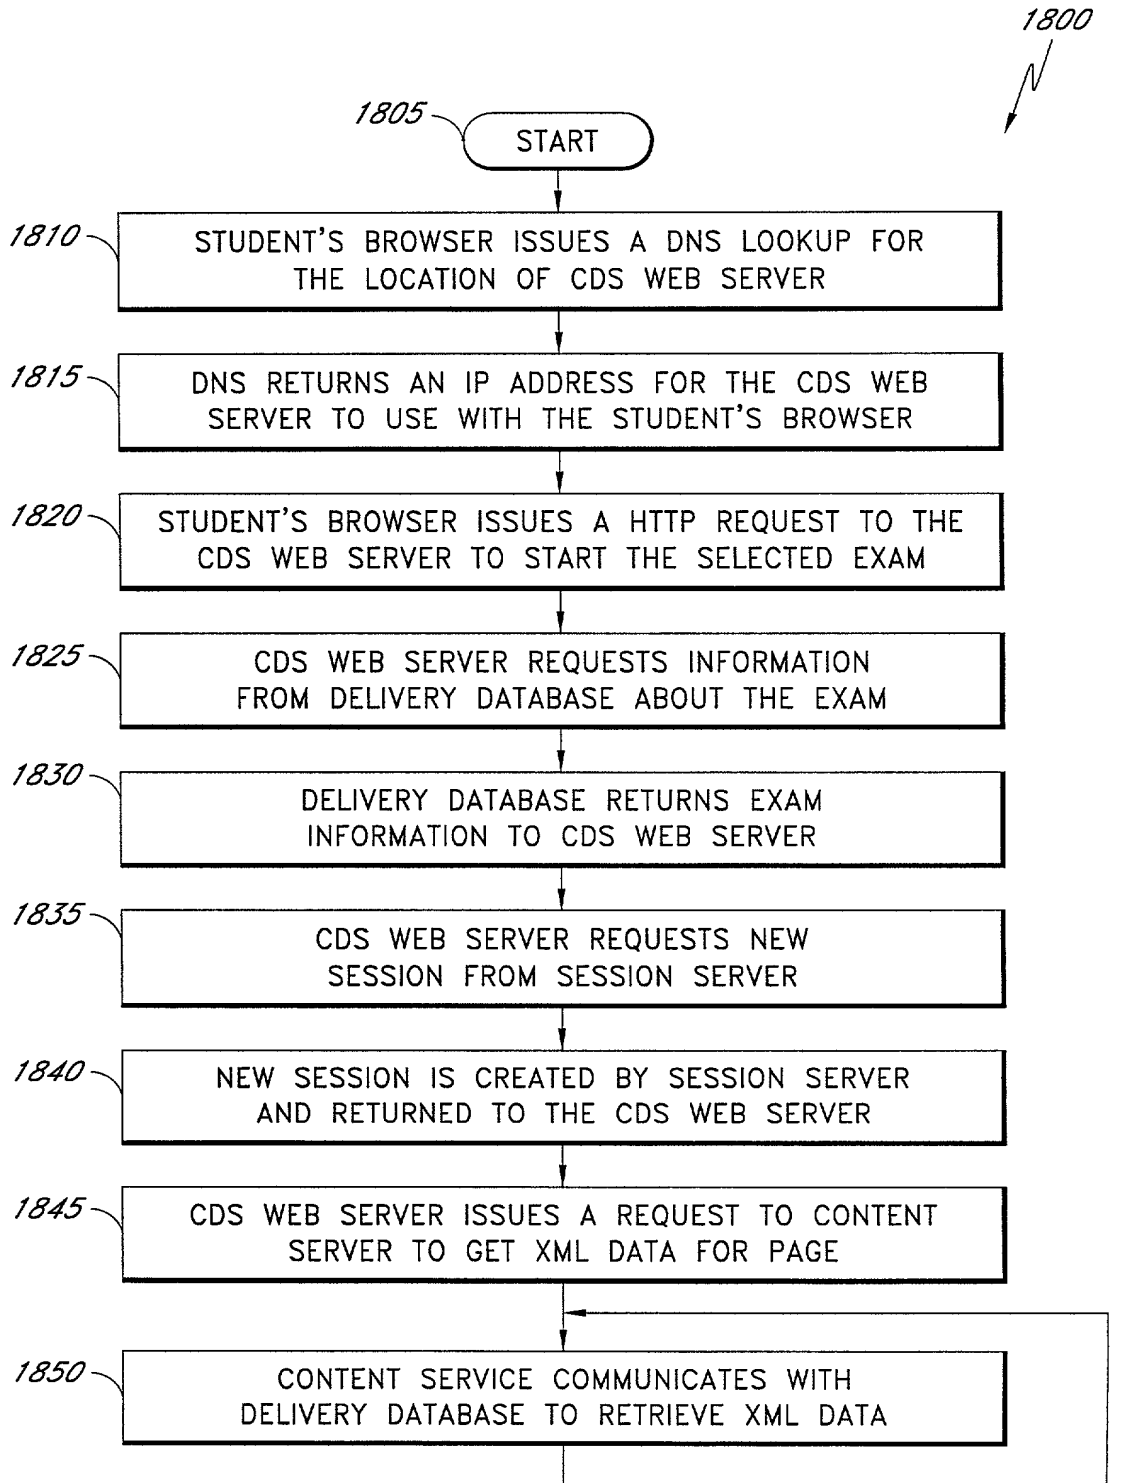 1800
1805
START
1810
STUDENT'S BROWSER ISSUES A DNS LOOKUP FOR
THE LOCATION OF CDS WEB SERVER
1815
DNS RETURNS AN IP ADDRESS FOR THE CDS WEB
SERVER TO USE WITH THE STUDENT'S BROWSER
1820
STUDENT'S BROWSER ISSUES A HTTP REQUEST TO THE
CDS WEB SERVER TO START THE SELECTED EXAM
1825
CDS WEB SERVER REQUESTS INFORMATION
FROM DELIVERY DATABASE ABOUT THE EXAM
1830
DELIVERY DATABASE RETURNS EXAM
INFORMATION TO CDS WEB SERVER
1835
CDS WEB SERVER REQUESTS NEW
SESSION FROM SESSION SERVER
1840
NEW SESSION IS CREATED BY SESSION SERVER
AND RETURNED TO THE CDS WEB SERVER
1845
CDS WEB SERVER ISSUES A REQUEST TO CONTENT
SERVER TO GET XML DATA FOR PAGE
1850
CONTENT SERVICE COMMUNICATES WITH
DELIVERY DATABASE TO RETRIEVE XML DATA